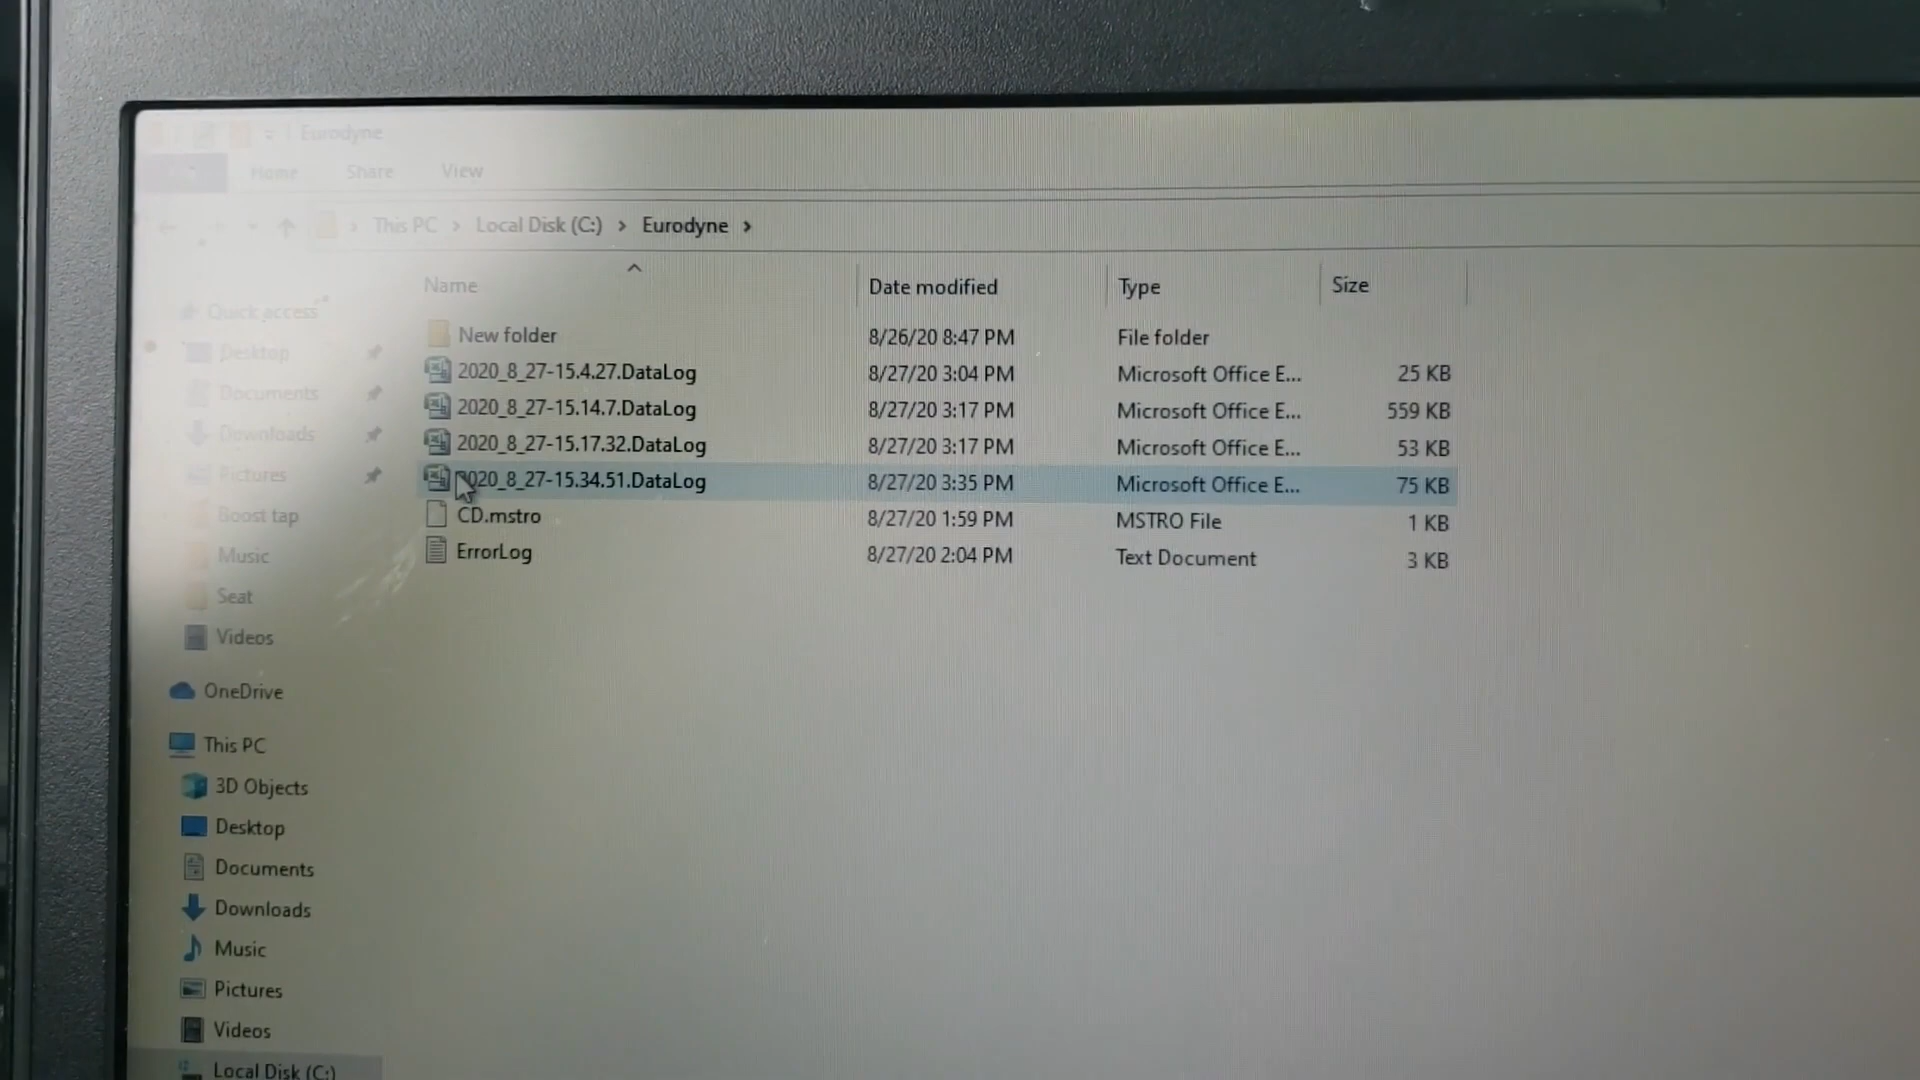 Eurodyne
Home Share View
This PC > Local Disk (C:) > Eurodyne >
Name Date modified Type Size
New folder 8/26/20 8:47 PM File folder
2020_8_27-15.4.27.DataLog 8/27/20 3:04 PM Microsoft Office E... 25 KB
2020_8_27-15.14.7.DataLog 8/27/20 3:17 PM Microsoft Office E... 559 KB
2020_8_27-15.17.32.DataLog 8/27/20 3:17 PM Microsoft Office E... 53 KB
2020_8_27-15.34.51.DataLog 8/27/20 3:35 PM Microsoft Office E... 75 KB
CD.mstro 8/27/20 1:59 PM MSTRO File 1 KB
ErrorLog 8/27/20 2:04 PM Text Document 3 KB
Quick access
Desktop
Documents
Downloads
Pictures
Boost tap
Music
Seat
Videos
OneDrive
This PC
3D Objects
Desktop
Documents
Downloads
Music
Pictures
Videos
Local Disk (C:)